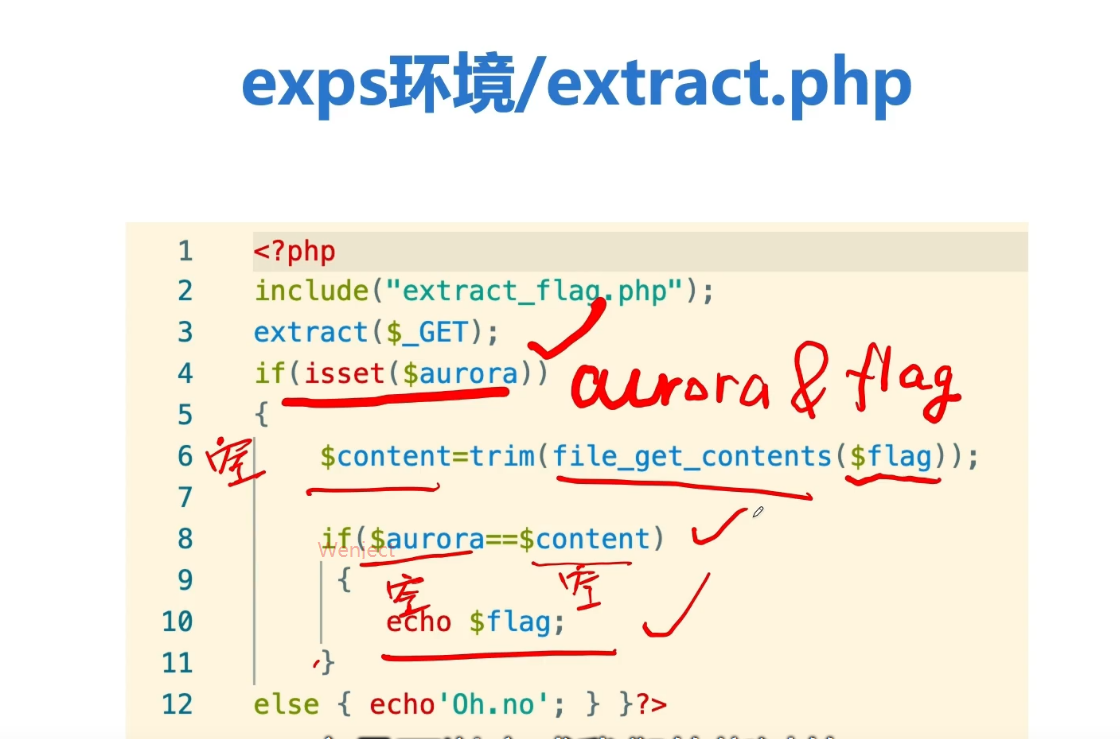 exps环境/extract.php
1 <?php
2 include("extract_flag.php");
3 extract($_GET);
4 if(isset($aurora))
aurora & flag
5 {
6 $content=trim(file_get_contents($flag));
空
7
8 if($aurora==$content)
Wenject
9 {
空 空
10 echo $flag;
11 }
12 else { echo'Oh.no'; } }?>